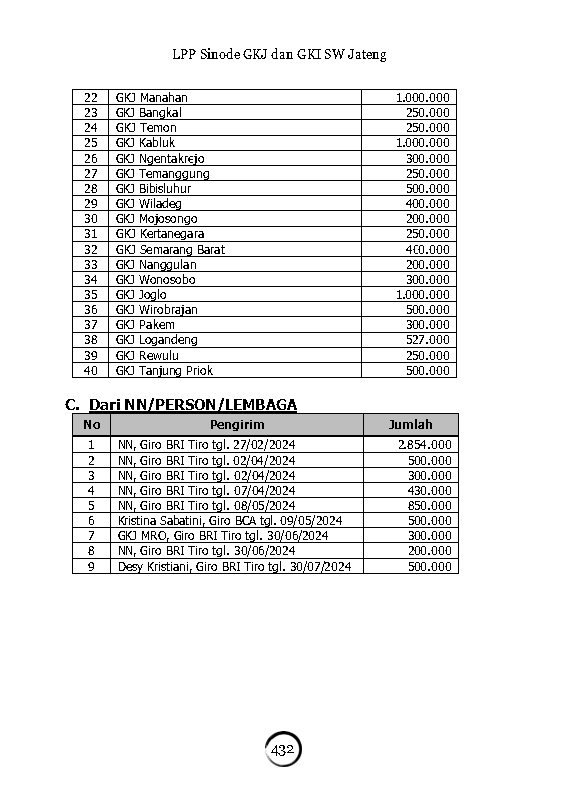 LPP Sinode GKJ dan GKI SW Jateng
22 GKJ Manahan 1.000.000
23 GKJ Bangkal 250.000
24 GKJ Temon 250.000
25 GKJ Kabluk 1.000.000
26 GKJ Ngentakrejo 300.000
27 GKJ Temanggung 250.000
28 GKJ Bibisluhur 500.000
29 GKJ Wiladeg 400.000
30 GKJ Mojosongo 200.000
31 GKJ Kertanegara 250.000
32 GKJ Semarang Barat 400.000
33 GKJ Nanggulan 200.000
34 GKJ Wonosobo 300.000
35 GKJ Joglo 1.000.000
36 GKJ Wirobrajan 500.000
37 GKJ Pakem 300.000
38 GKJ Logandeng 527.000
39 GKJ Rewulu 250.000
40 GKJ Tanjung Priok 500.000
C. Dari NN/PERSON/LEMBAGA
No Pengirim Jumlah
1 NN, Giro BRI Tiro tgl. 27/02/2024 2.854.000
2 NN, Giro BRI Tiro tgl. 02/04/2024 500.000
3 NN, Giro BRI Tiro tgl. 02/04/2024 300.000
4 NN, Giro BRI Tiro tgl. 07/04/2024 430.000
5 NN, Giro BRI Tiro tgl. 08/05/2024 850.000
6 Kristina Sabatini, Giro BCA tgl. 09/05/2024 500.000
7 GKJ MRO, Giro BRI Tiro tgl. 30/06/2024 300.000
8 NN, Giro BRI Tiro tgl. 30/06/2024 200.000
9 Desy Kristiani, Giro BRI Tiro tgl. 30/07/2024 500.000
432